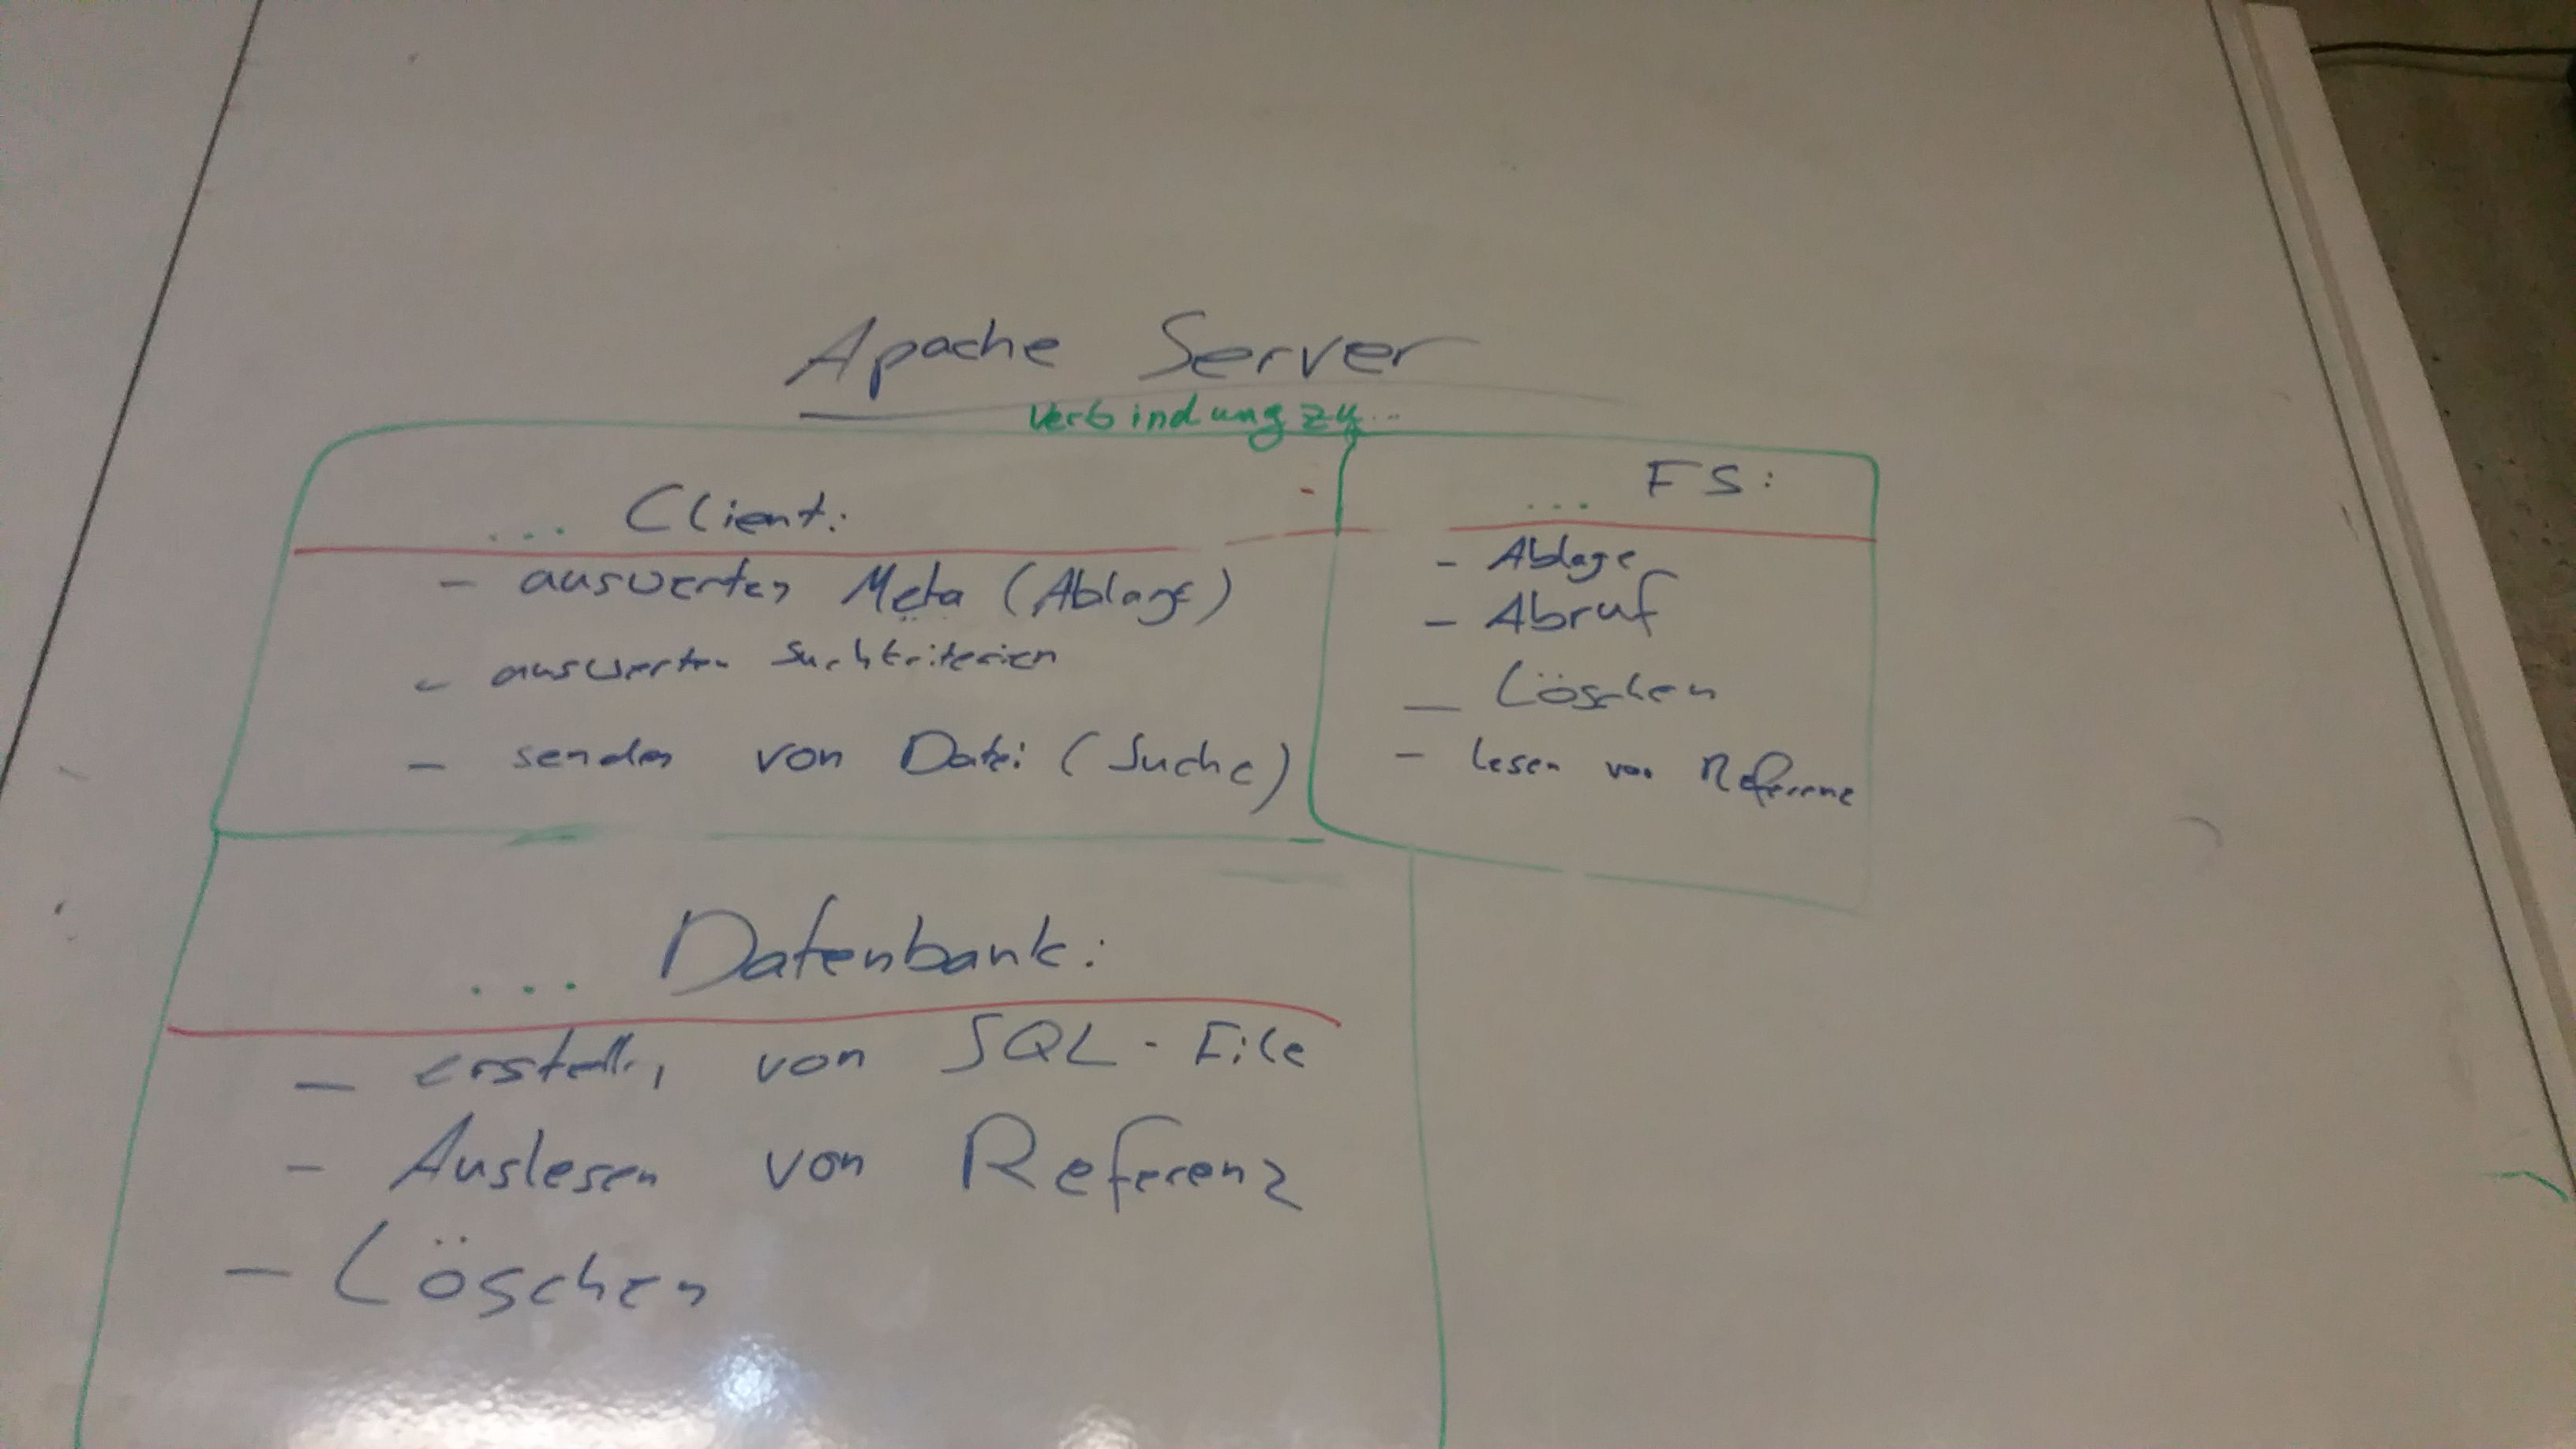 Apache Server
Verbindung zu...
... Client:
- auswerten Meta (Ablage)
- auswerten Suchkriterien
- senden von Datei (Suche)
... FS:
- Ablage
- Abruf
- Löschen
- lesen von Referenz
... Datenbank:
- erstellen von SQL-File
- Auslesen von Referenz
- Löschen